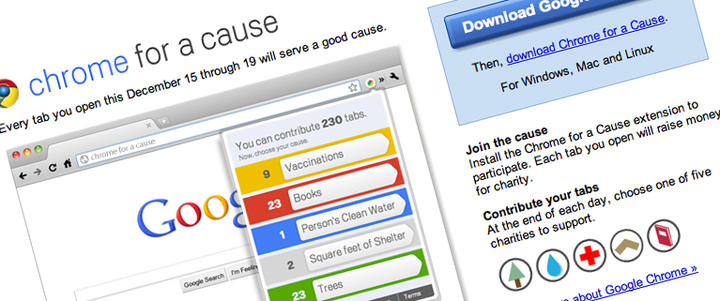 chrome for a cause
Every tab you open this December 15 through 19 will serve a good cause.
chrome for a cause
You can contribute 230 tabs.
Now, choose your cause.
9 Vaccinations
23 Books
1 Person's Clean Water
2 Square feet of Shelter
23 Trees
Terms
Goog
Google Search
I'm Feelin
Download Google
Then, download Chrome for a Cause.
For Windows, Mac and Linux
Join the cause
Install the Chrome for a Cause extension to
participate. Each tab you open will raise money
for charity.
Contribute your tabs
At the end of each day, choose one of five
charities to support.
about Google Chrome »